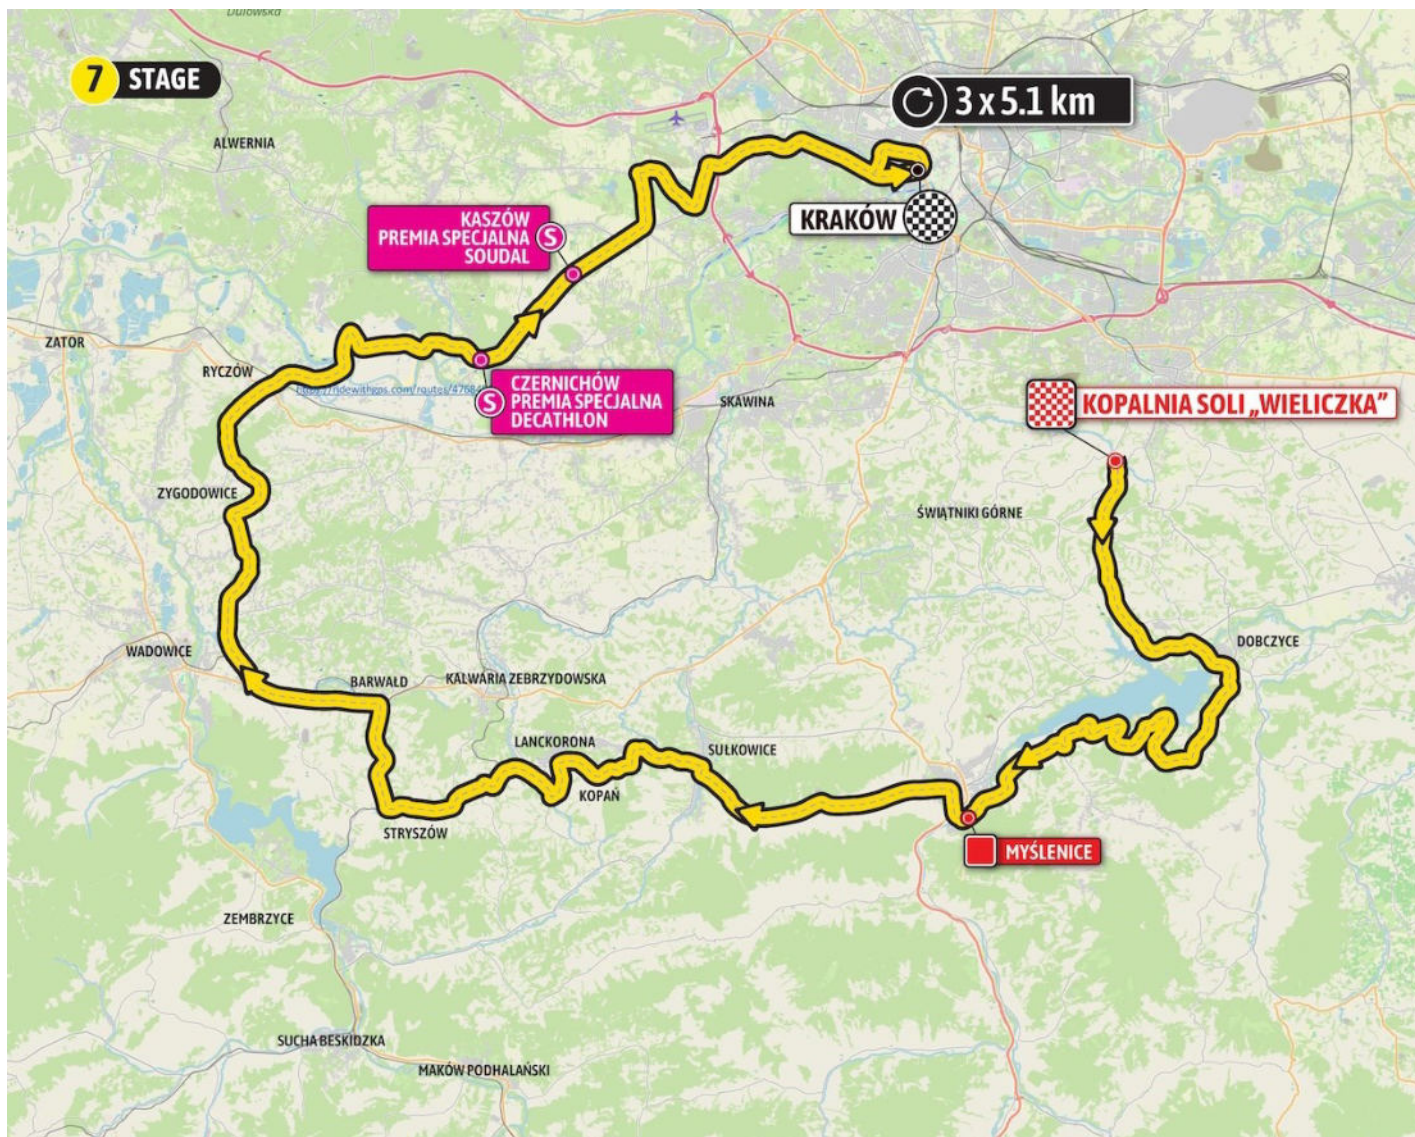 Dulowska
7 STAGE
3 x 5.1 km
ALWERNIA
KASZÓW
PREMIA SPECJALNA
SOUDAL
S
KRAKÓW
ZATOR
RYCZÓW
CZERNICHÓW
PREMIA SPECJALNA
DECATHLON
S
SKAWINA
KOPALNIA SOLI „WIELICZKA”
ZYGODOWICE
ŚWIĄTNIKI GÓRNE
WADOWICE
DOBCZYCE
BARWAŁD
KALWARIA ZEBRZYDOWSKA
LANCKORONA
SUŁKOWICE
KOPAŃ
STRYSZÓW
MYŚLENICE
ZEMBRZYCE
SUCHA BESKIDZKA
MAKÓW PODHALAŃSKI